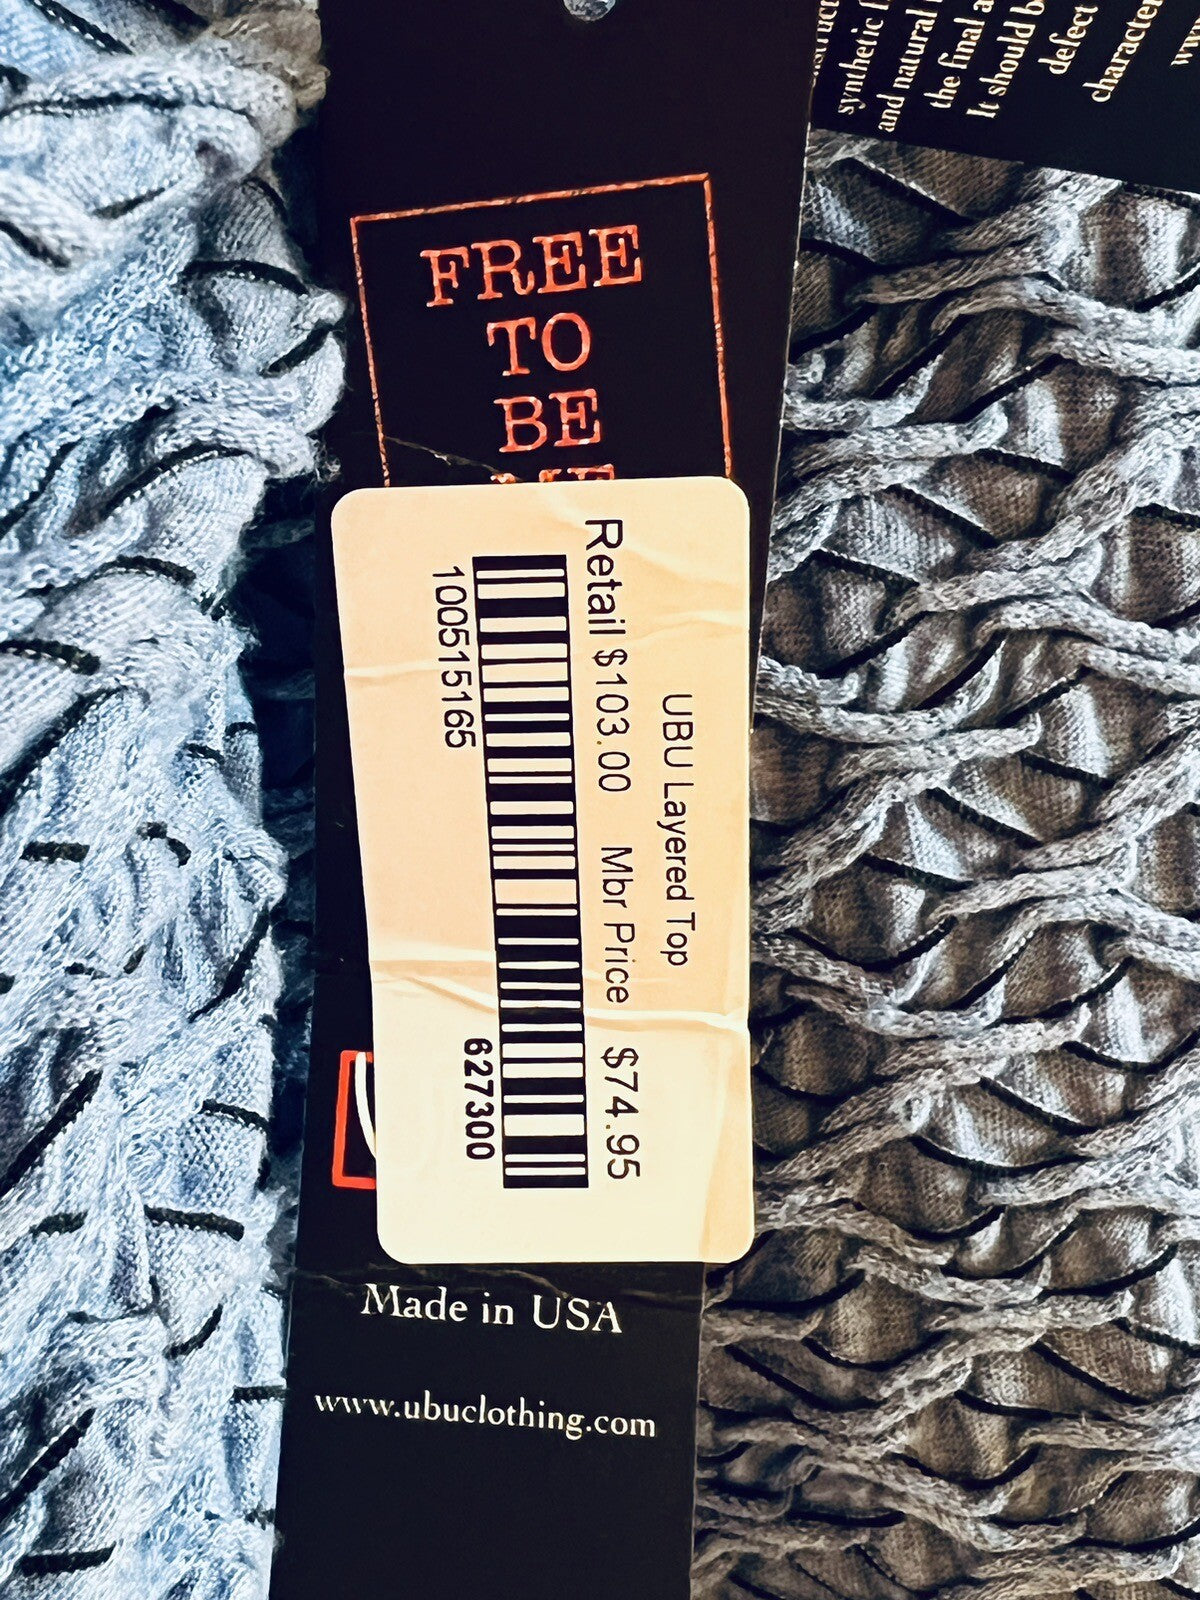 FREE
TO
BE
UBU Layered Top
Retail $103.00 Mbr Price $74.95
100515165
627300
Made in USA
www.ubuclothing.com
synthetic
and natural
the final
It should
defect
character